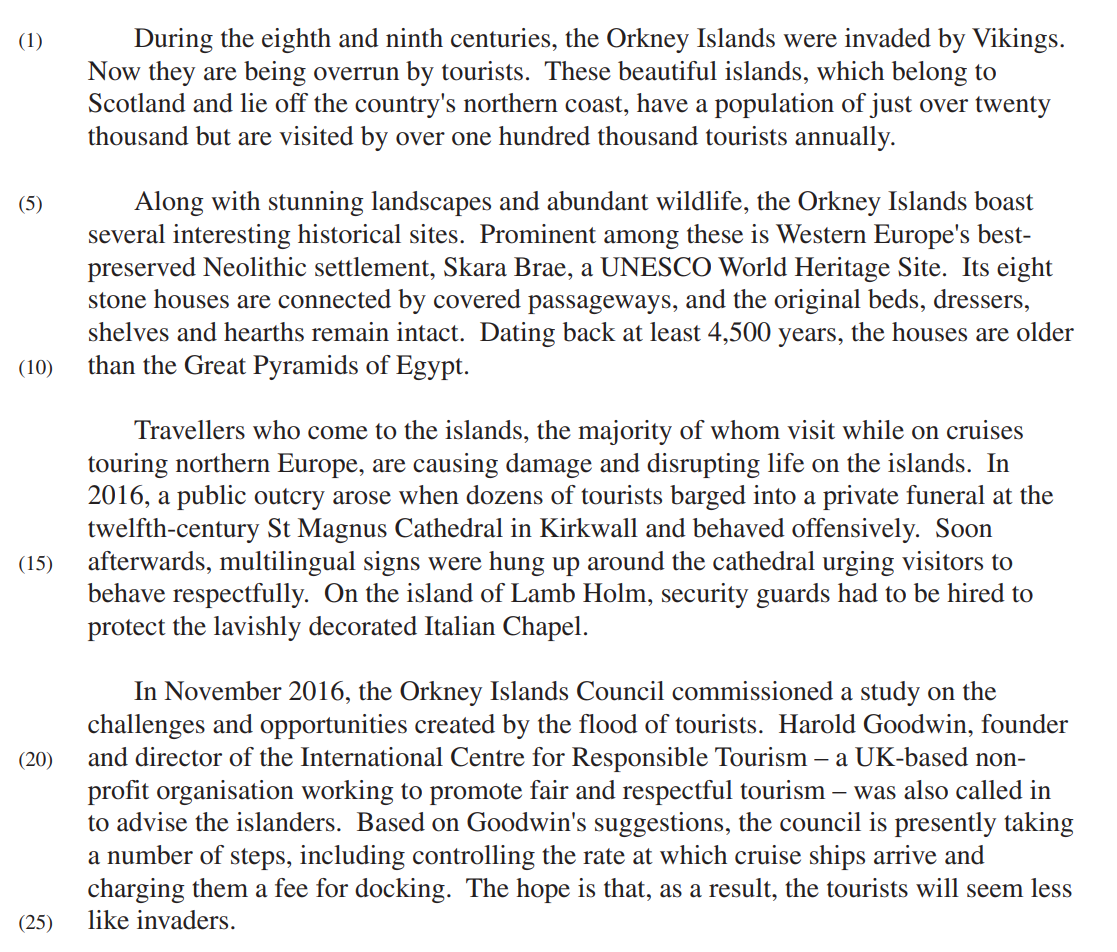 (1) During the eighth and ninth centuries, the Orkney Islands were invaded by Vikings.
Now they are being overrun by tourists. These beautiful islands, which belong to
Scotland and lie off the country's northern coast, have a population of just over twenty
thousand but are visited by over one hundred thousand tourists annually.
(5) Along with stunning landscapes and abundant wildlife, the Orkney Islands boast
several interesting historical sites. Prominent among these is Western Europe's best-
preserved Neolithic settlement, Skara Brae, a UNESCO World Heritage Site. Its eight
stone houses are connected by covered passageways, and the original beds, dressers,
shelves and hearths remain intact. Dating back at least 4,500 years, the houses are older
(10) than the Great Pyramids of Egypt.
Travellers who come to the islands, the majority of whom visit while on cruises
touring northern Europe, are causing damage and disrupting life on the islands. In
2016, a public outcry arose when dozens of tourists barged into a private funeral at the
twelfth-century St Magnus Cathedral in Kirkwall and behaved offensively. Soon
(15) afterwards, multilingual signs were hung up around the cathedral urging visitors to
behave respectfully. On the island of Lamb Holm, security guards had to be hired to
protect the lavishly decorated Italian Chapel.
In November 2016, the Orkney Islands Council commissioned a study on the
challenges and opportunities created by the flood of tourists. Harold Goodwin, founder
(20) and director of the International Centre for Responsible Tourism – a UK-based non-
profit organisation working to promote fair and respectful tourism – was also called in
to advise the islanders. Based on Goodwin's suggestions, the council is presently taking
a number of steps, including controlling the rate at which cruise ships arrive and
charging them a fee for docking. The hope is that, as a result, the tourists will seem less
(25) like invaders.